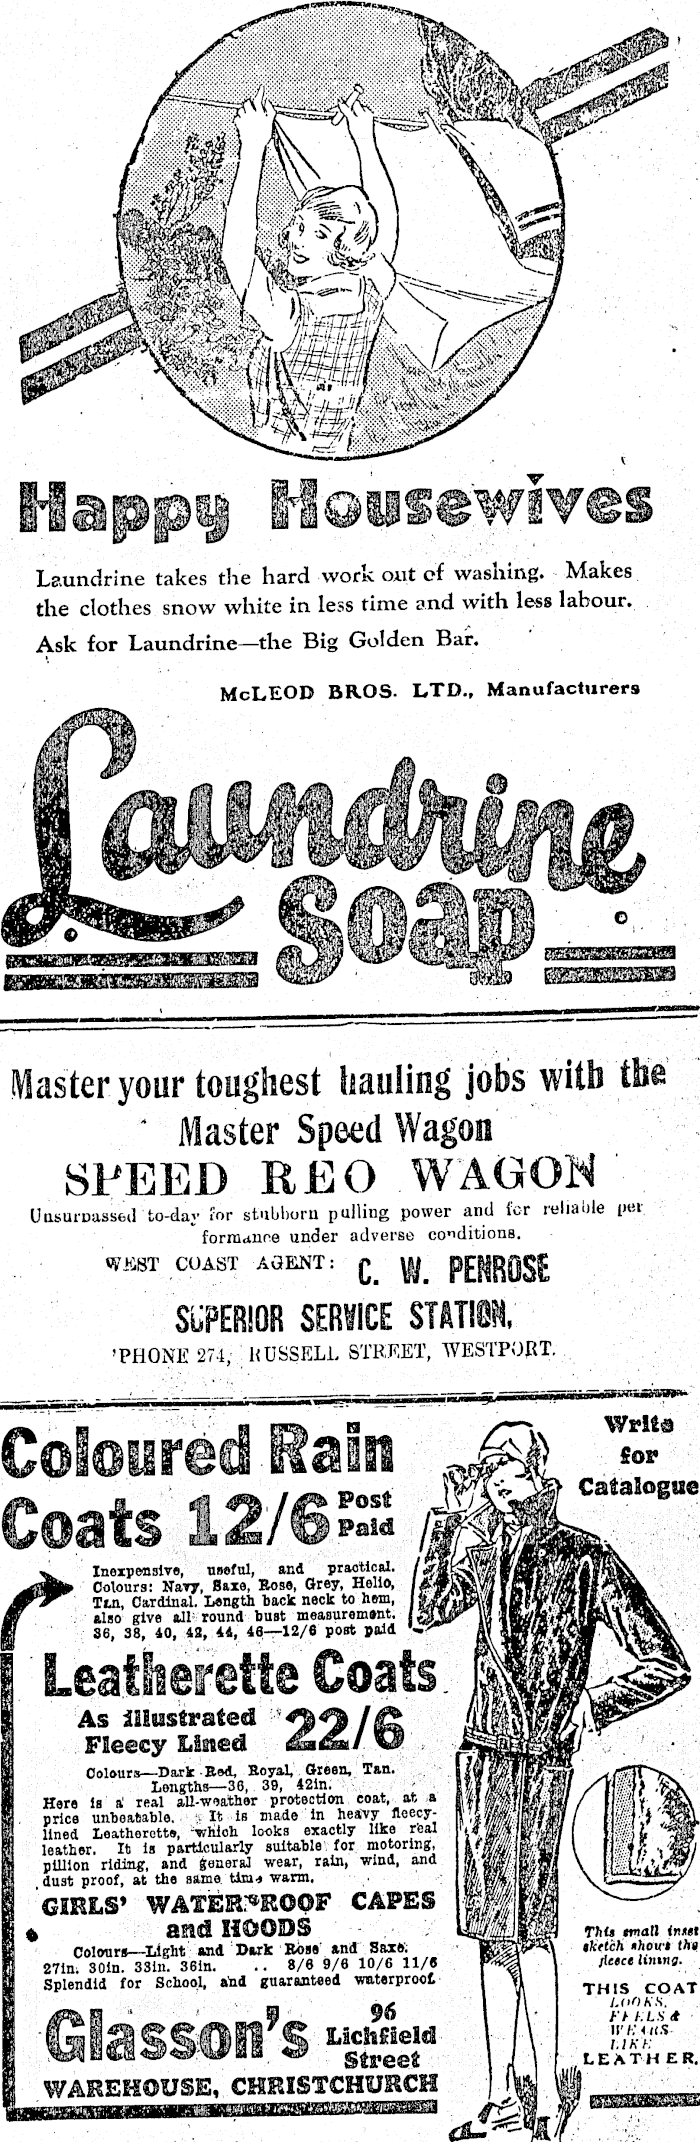 Happy Housewives
Laundrine takes the hard work out of washing. Makes
the clothes snow white in less time and with less labour.
Ask for Laundrine—the Big Golden Bar.
McLEOD BROS. LTD., Manufacturers
Laundrine
Soap
Master your toughest hauling jobs with the
Master Speed Wagon
SPEED REO WAGON
Unsurpassed to-day for stubborn pulling power and for reliable per
formance under adverse conditions.
WEST COAST AGENT: C. W. PENROSE
SUPERIOR SERVICE STATION,
'PHONE 274, RUSSELL STREET, WESTPORT.
Coloured Rain
Coats 12/6 Post
Paid
Inexpensive, useful, and practical.
Colours: Navy, Saxe, Rose, Grey, Helio,
Tan, Cardinal. Length back neck to hem,
also give all round bust measurement.
36, 38, 40, 42, 44, 46—12/6 post paid
Leatherette Coats
As illustrated
Fleecy Lined 22/6
Colours—Dark Red, Royal, Green, Tan.
Lengths—36, 39, 42in.
Here is a real all-weather protection coat, at a
price unbeatable. It is made in heavy fleecy-
lined Leatherette, which looks exactly like real
leather. It is particularly suitable for motoring,
pillion riding, and general wear, rain, wind, and
dust proof, at the same time warm.
GIRLS' WATERPROOF CAPES
and HOODS
Colours—Light and Dark Rose and Saxe.
27in. 30in. 33in. 36in. .. 8/6 9/6 10/6 11/6
Splendid for School, and guaranteed waterproof
Glasson's 96
Lichfield
Street
WAREHOUSE, CHRISTCHURCH
Write
for
Catalogue
This small inset
sketch shows the
fleece lining.
THIS COAT
LOOKS,
FEELS &
WEARS
LIKE
LEATHER.